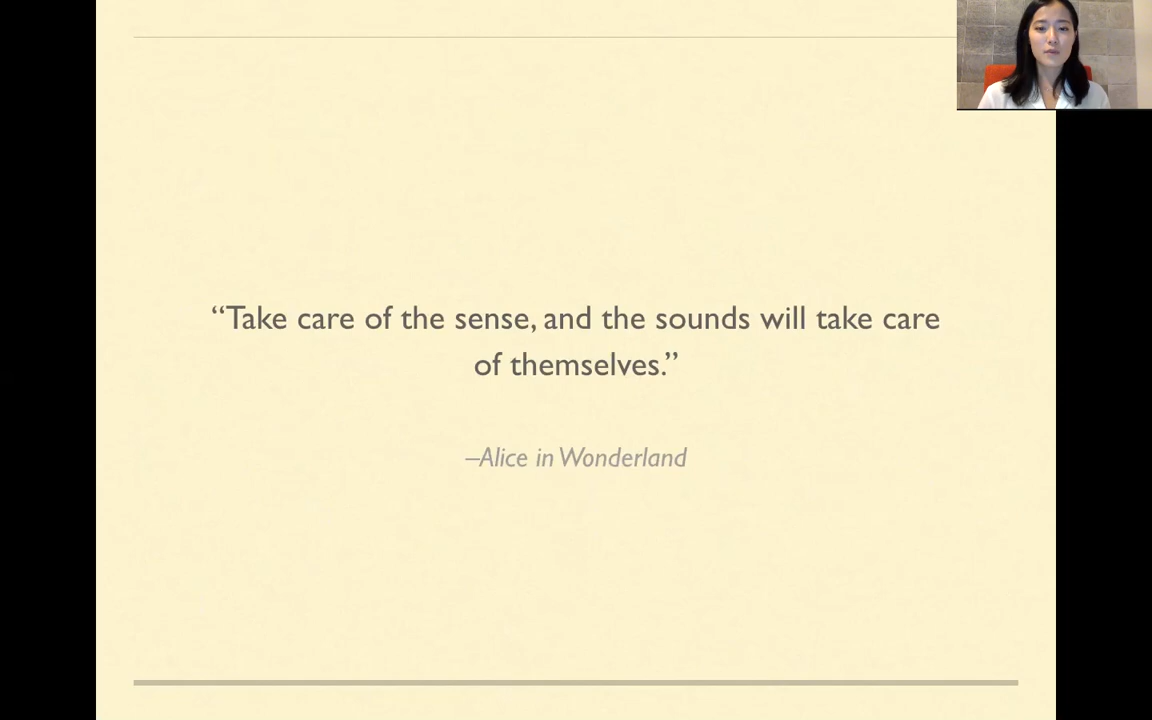 “Take care of the sense, and the sounds will take care
of themselves.”
–Alice in Wonderland